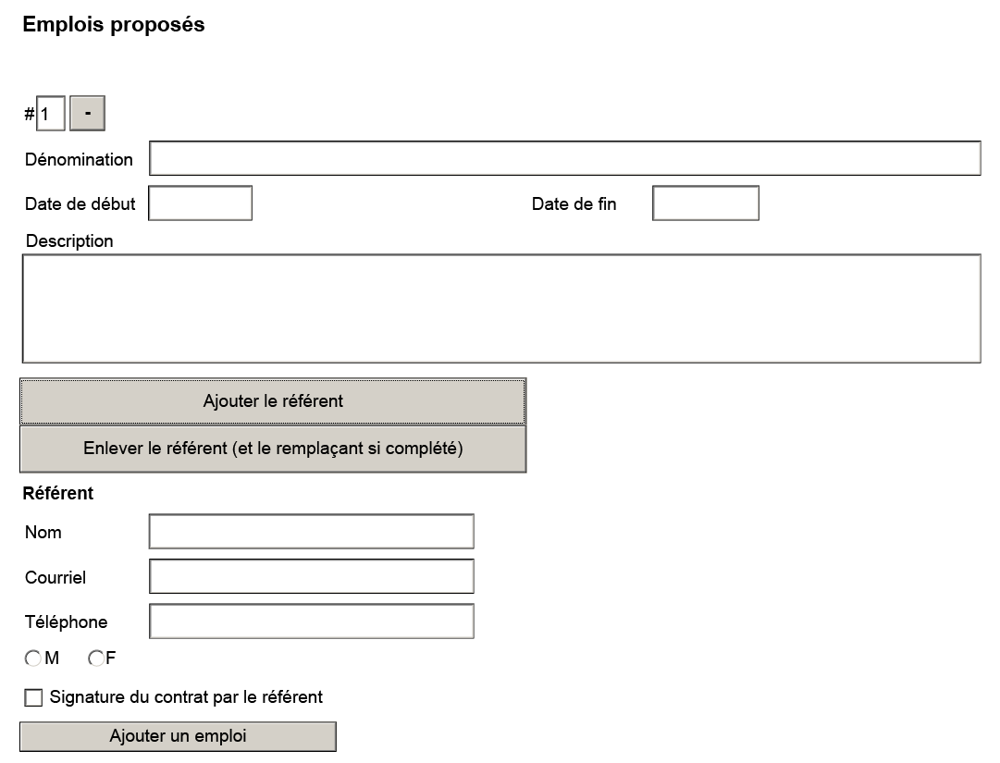 Emplois proposés
# 1 -
Dénomination
Date de début Date de fin
Description
Ajouter le référent
Enlever le référent (et le remplaçant si complété)
Référent
Nom
Courriel
Téléphone
M F
Signature du contrat par le référent
Ajouter un emploi